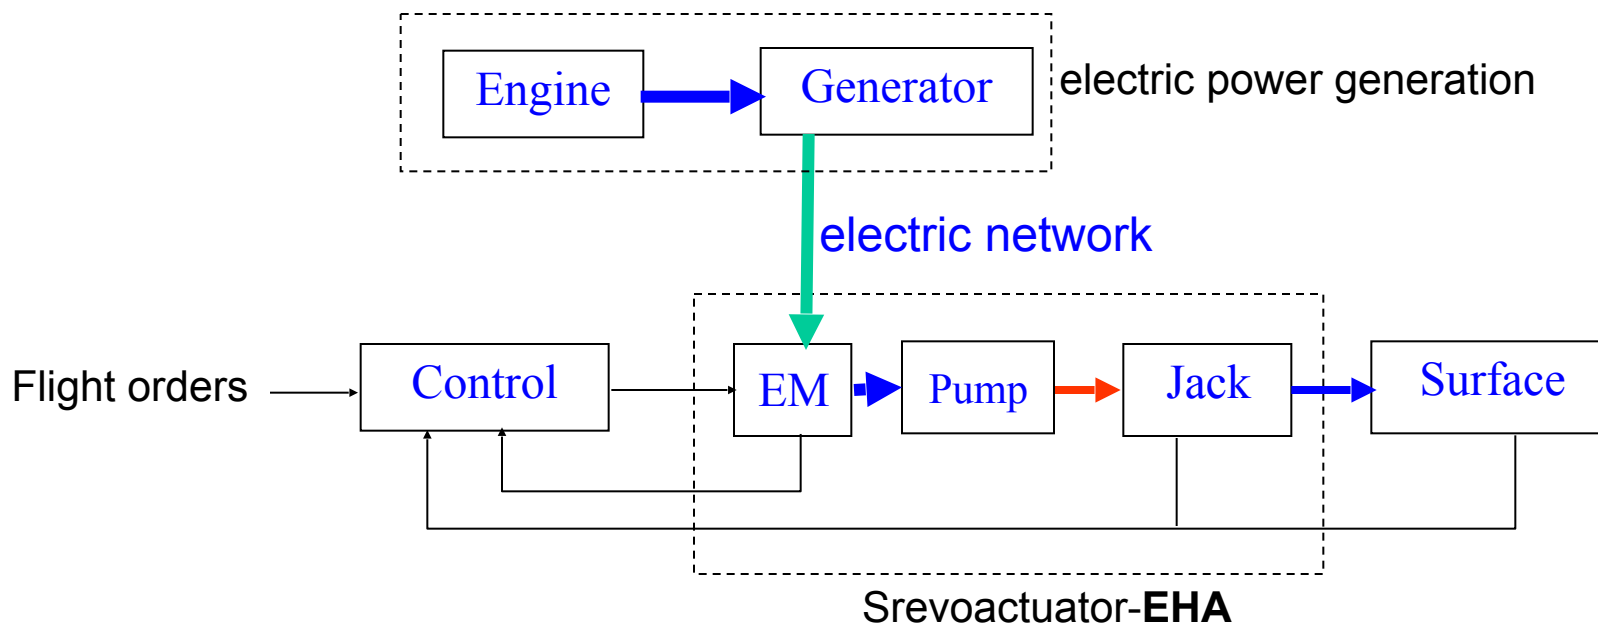 Engine
Generator
electric power generation
electric network
Flight orders
Control
EM
Pump
Jack
Surface
Srevoactuator-EHA